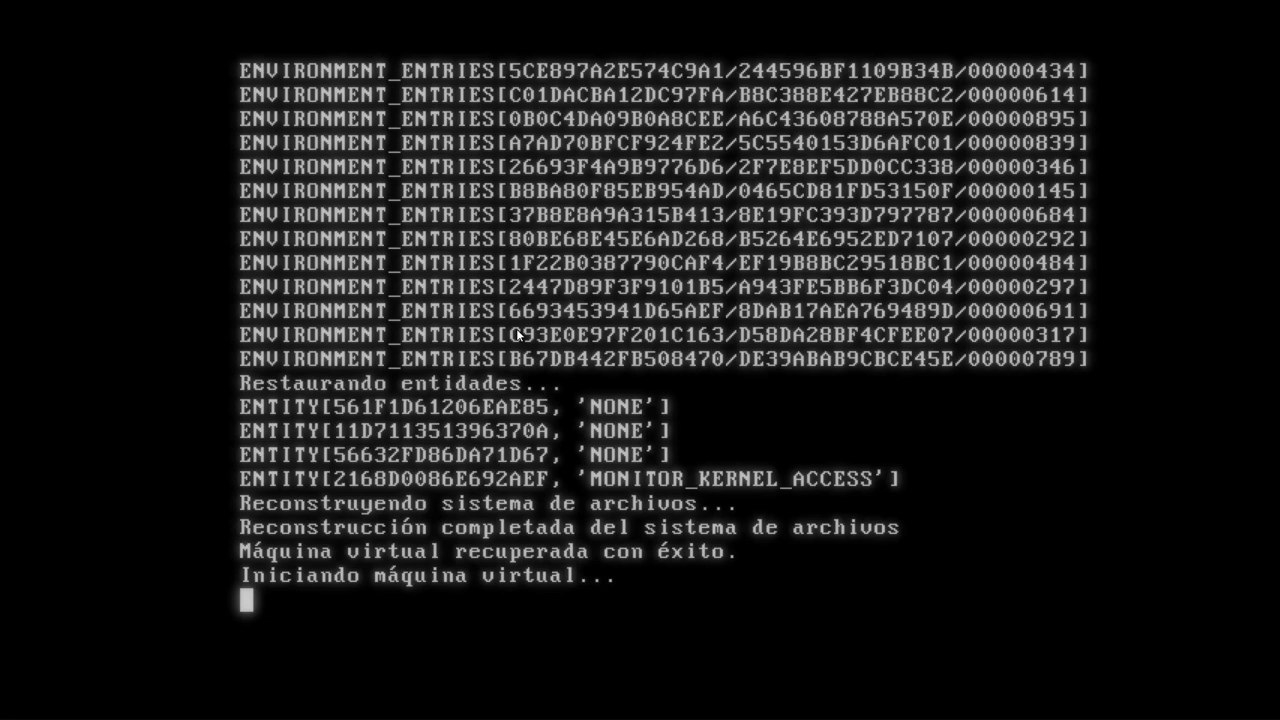 ENVIRONMENT_ENTRIES[5CE897A2E574C9A1/244596BF1109B34B/00000434]
ENVIRONMENT_ENTRIES[C01DACBA12DC97FA/B8C388E427EB88C2/00000614]
ENVIRONMENT_ENTRIES[0B0C4DA09B0A8CEE/A6C43608788A570E/00000895]
ENVIRONMENT_ENTRIES[A7AD70BFCF924FE2/5C5540153D6AFC01/00000839]
ENVIRONMENT_ENTRIES[26693F4A9B9776D6/2F7E8EF5DD0CC338/00000346]
ENVIRONMENT_ENTRIES[B8BA80F85EB954AD/0465CD81FD53150F/00000145]
ENVIRONMENT_ENTRIES[37B8E8A9A315B413/8E19FC393D797787/00000684]
ENVIRONMENT_ENTRIES[80BE68E45E6AD268/B5264E6952ED7107/00000292]
ENVIRONMENT_ENTRIES[1F22B0387790CAF4/EF19B8BC29518BC1/00000484]
ENVIRONMENT_ENTRIES[2447D89F3F9101B5/A943FE5BB6F3DC04/00000297]
ENVIRONMENT_ENTRIES[6693453941D65AEF/8DAB17AEA769489D/00000691]
ENVIRONMENT_ENTRIES[093E0E97F201C163/D58DA28BF4CFEE07/00000317]
ENVIRONMENT_ENTRIES[B67DB442FB508470/DE39ABAB9CBCE45E/00000789]
Restaurando entidades...
ENTITY[561F1D61206EAE85, 'NONE']
ENTITY[11D711351396370A, 'NONE']
ENTITY[56632FD86DA71D67, 'NONE']
ENTITY[2168D0086E692AEF, 'MONITOR_KERNEL_ACCESS']
Reconstruyendo sistema de archivos...
Reconstrucción completada del sistema de archivos
Máquina virtual recuperada con éxito.
Iniciando máquina virtual...